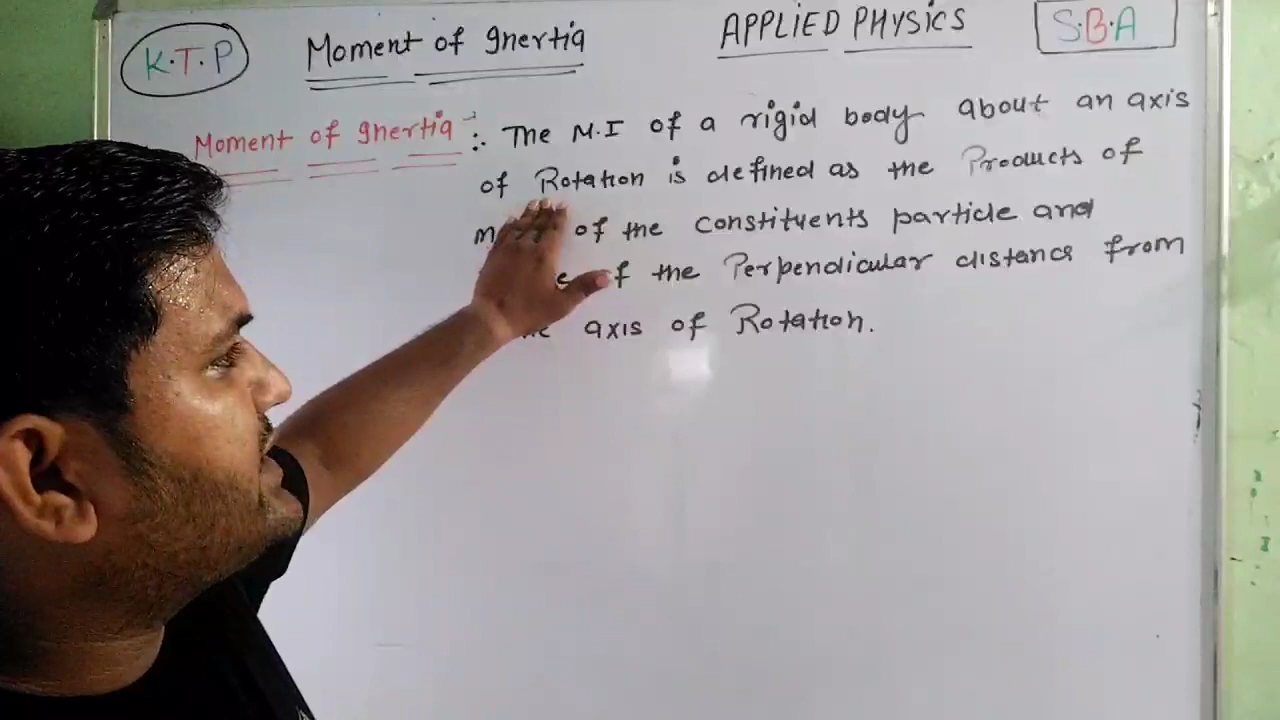 K.T.P
Moment of Inertia
APPLIED PHYSICS
S.B.A
Moment of Inertia :. The M.I of a rigid body about an axis
of Rotation is defined as the Products of
of the constituents particle and
of the Perpendicular distance from
axis of Rotation.